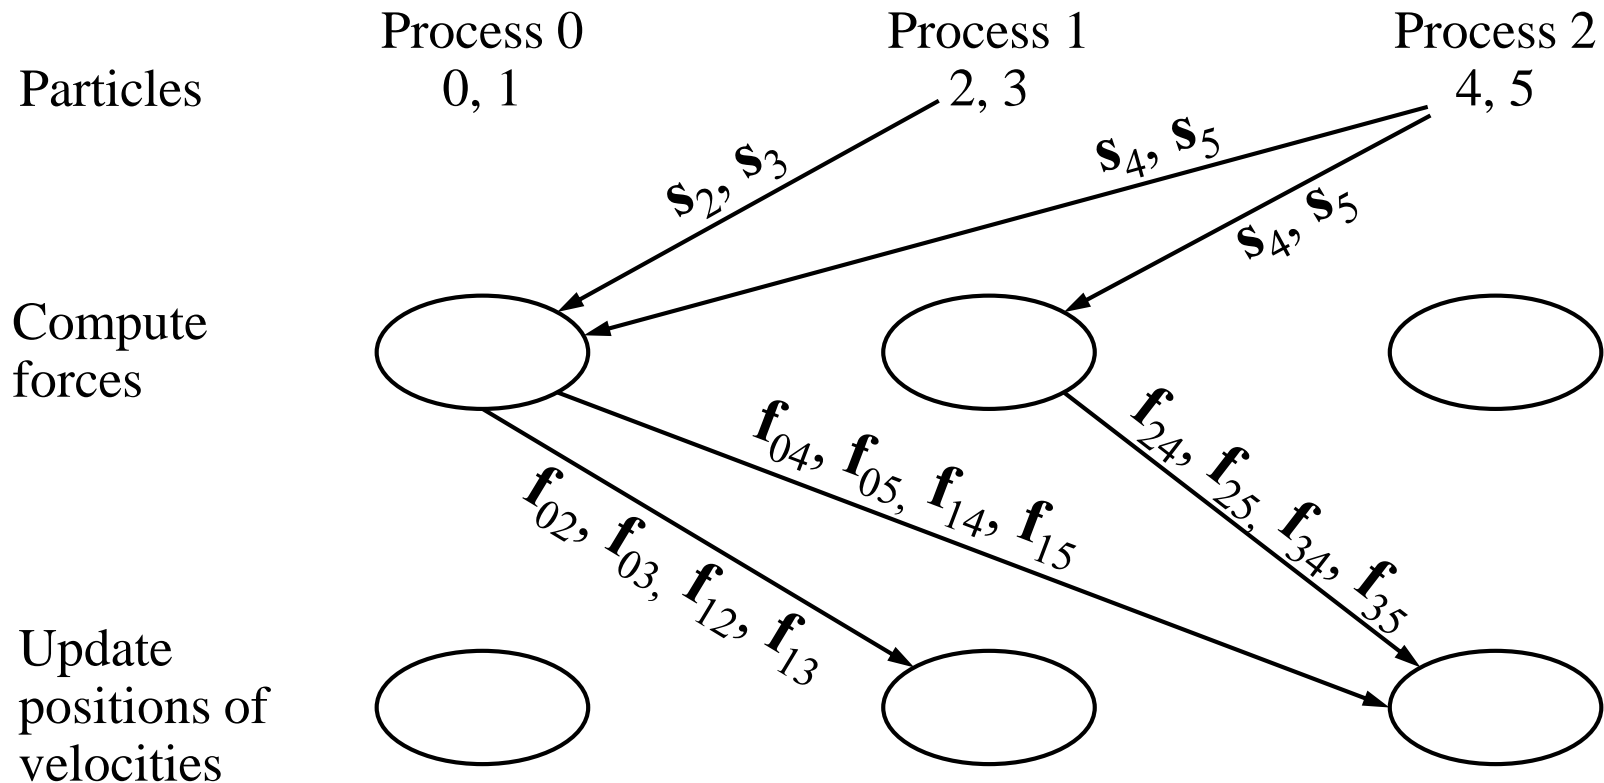 Process 0 Process 1 Process 2
Particles 0, 1 2, 3 4, 5
s2, s3
s4, s5
s4, s5
Compute
forces
f04, f05, f14, f15
f24, f25, f34, f35
f02, f03, f12, f13
Update
positions of
velocities